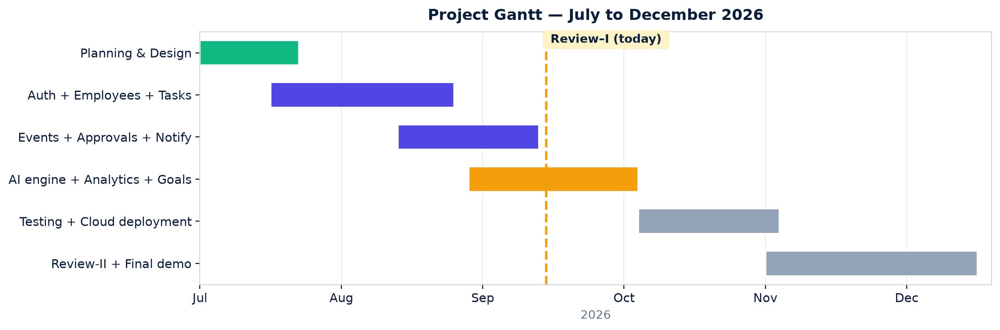 Project Gantt — July to December 2026
Review–I (today)
Planning & Design
Auth + Employees + Tasks
Events + Approvals + Notify
AI engine + Analytics + Goals
Testing + Cloud deployment
Review-II + Final demo
Jul Aug Sep Oct Nov Dec
2026